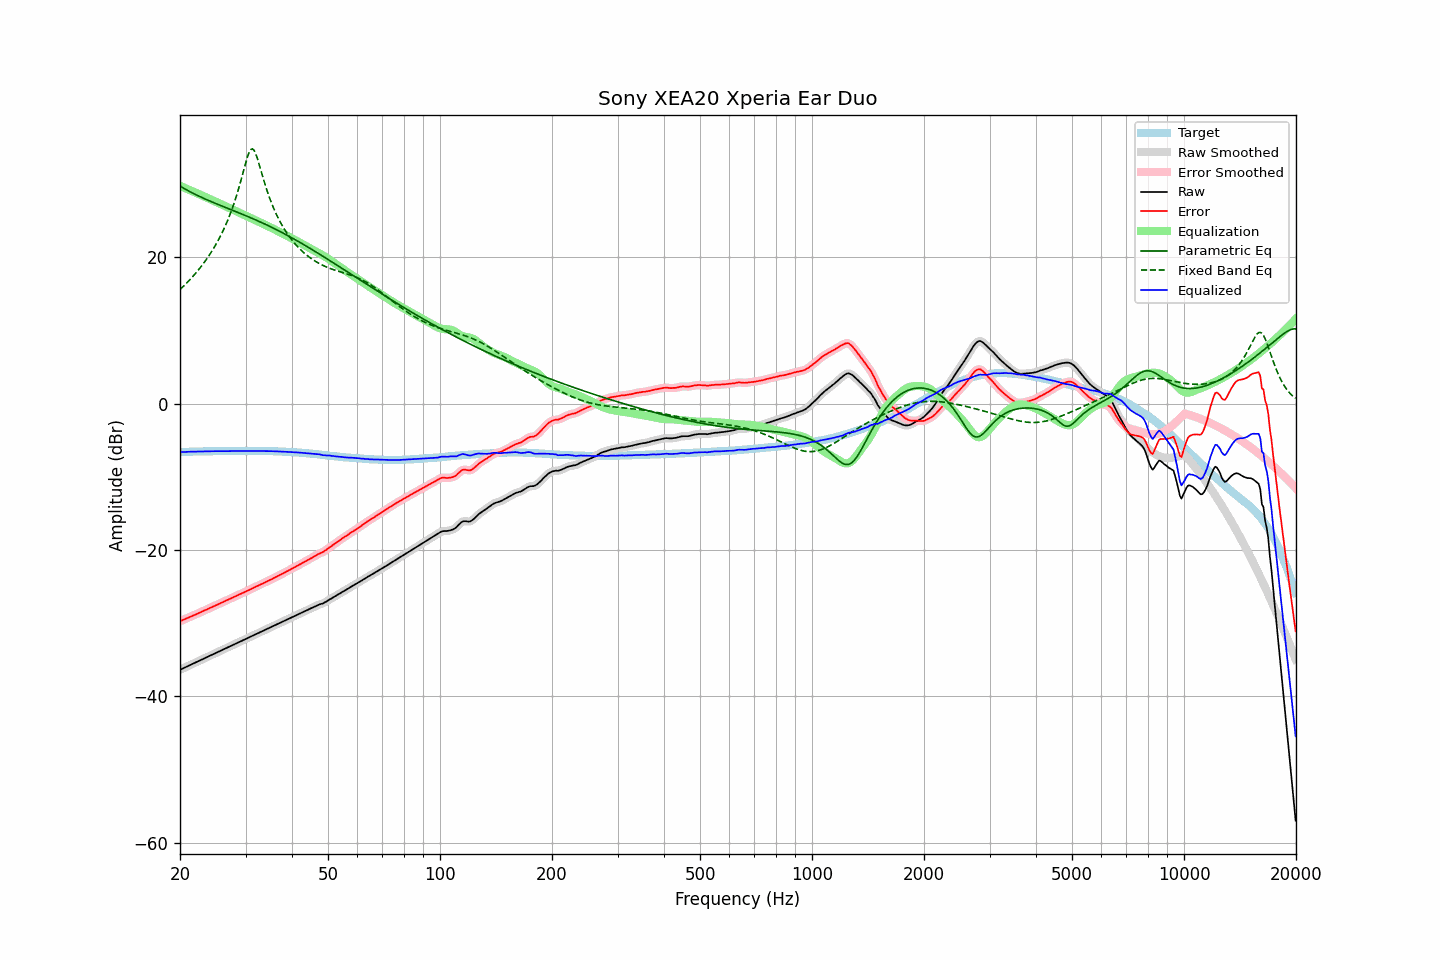 Sony XEA20 Xperia Ear Duo
Target
Raw Smoothed
Error Smoothed
Raw
Error
Equalization
Parametric Eq
Fixed Band Eq
Equalized
Amplitude (dBr)
20
0
−20
−40
−60
20
50
100
200
500
1000
2000
5000
10000
20000
Frequency (Hz)